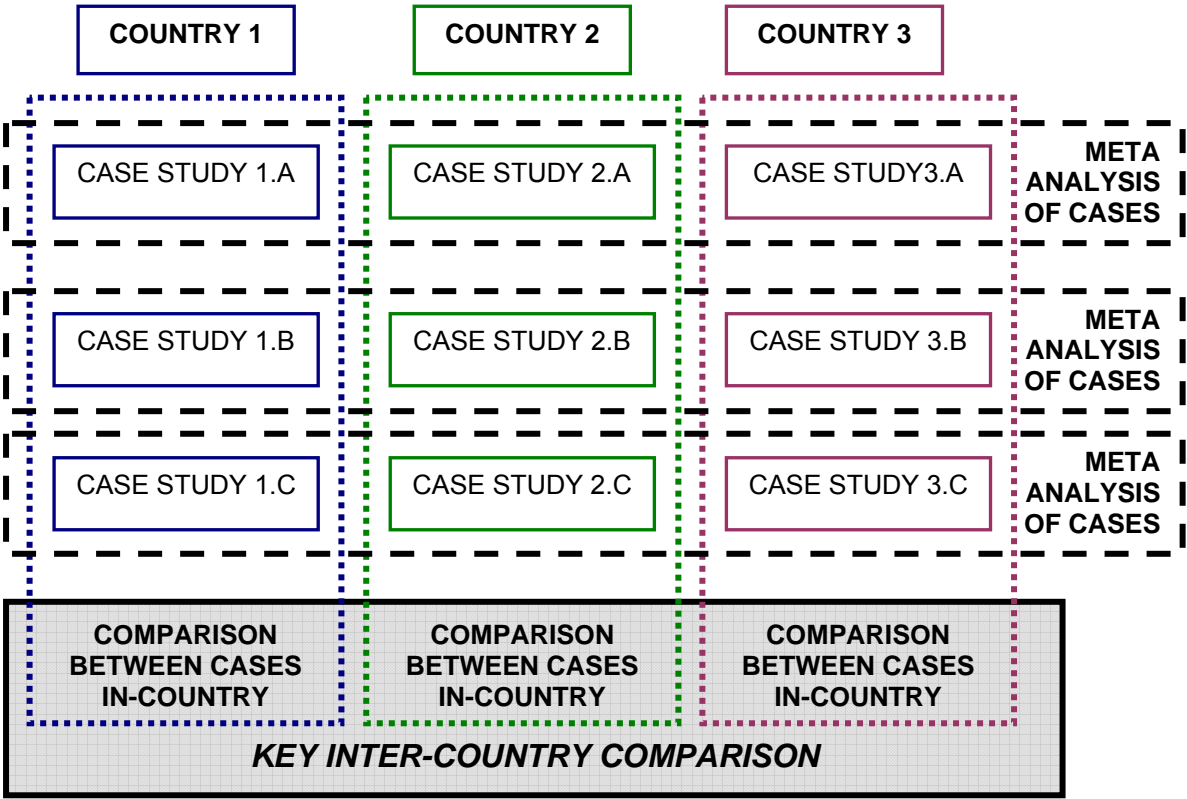 COUNTRY 1
COUNTRY 2
COUNTRY 3
CASE STUDY 1.A
CASE STUDY 2.A
CASE STUDY3.A
META
ANALYSIS
OF CASES
CASE STUDY 1.B
CASE STUDY 2.B
CASE STUDY 3.B
META
ANALYSIS
OF CASES
CASE STUDY 1.C
CASE STUDY 2.C
CASE STUDY 3.C
META
ANALYSIS
OF CASES
COMPARISON
BETWEEN CASES
IN-COUNTRY
COMPARISON
BETWEEN CASES
IN-COUNTRY
COMPARISON
BETWEEN CASES
IN-COUNTRY
KEY INTER-COUNTRY COMPARISON